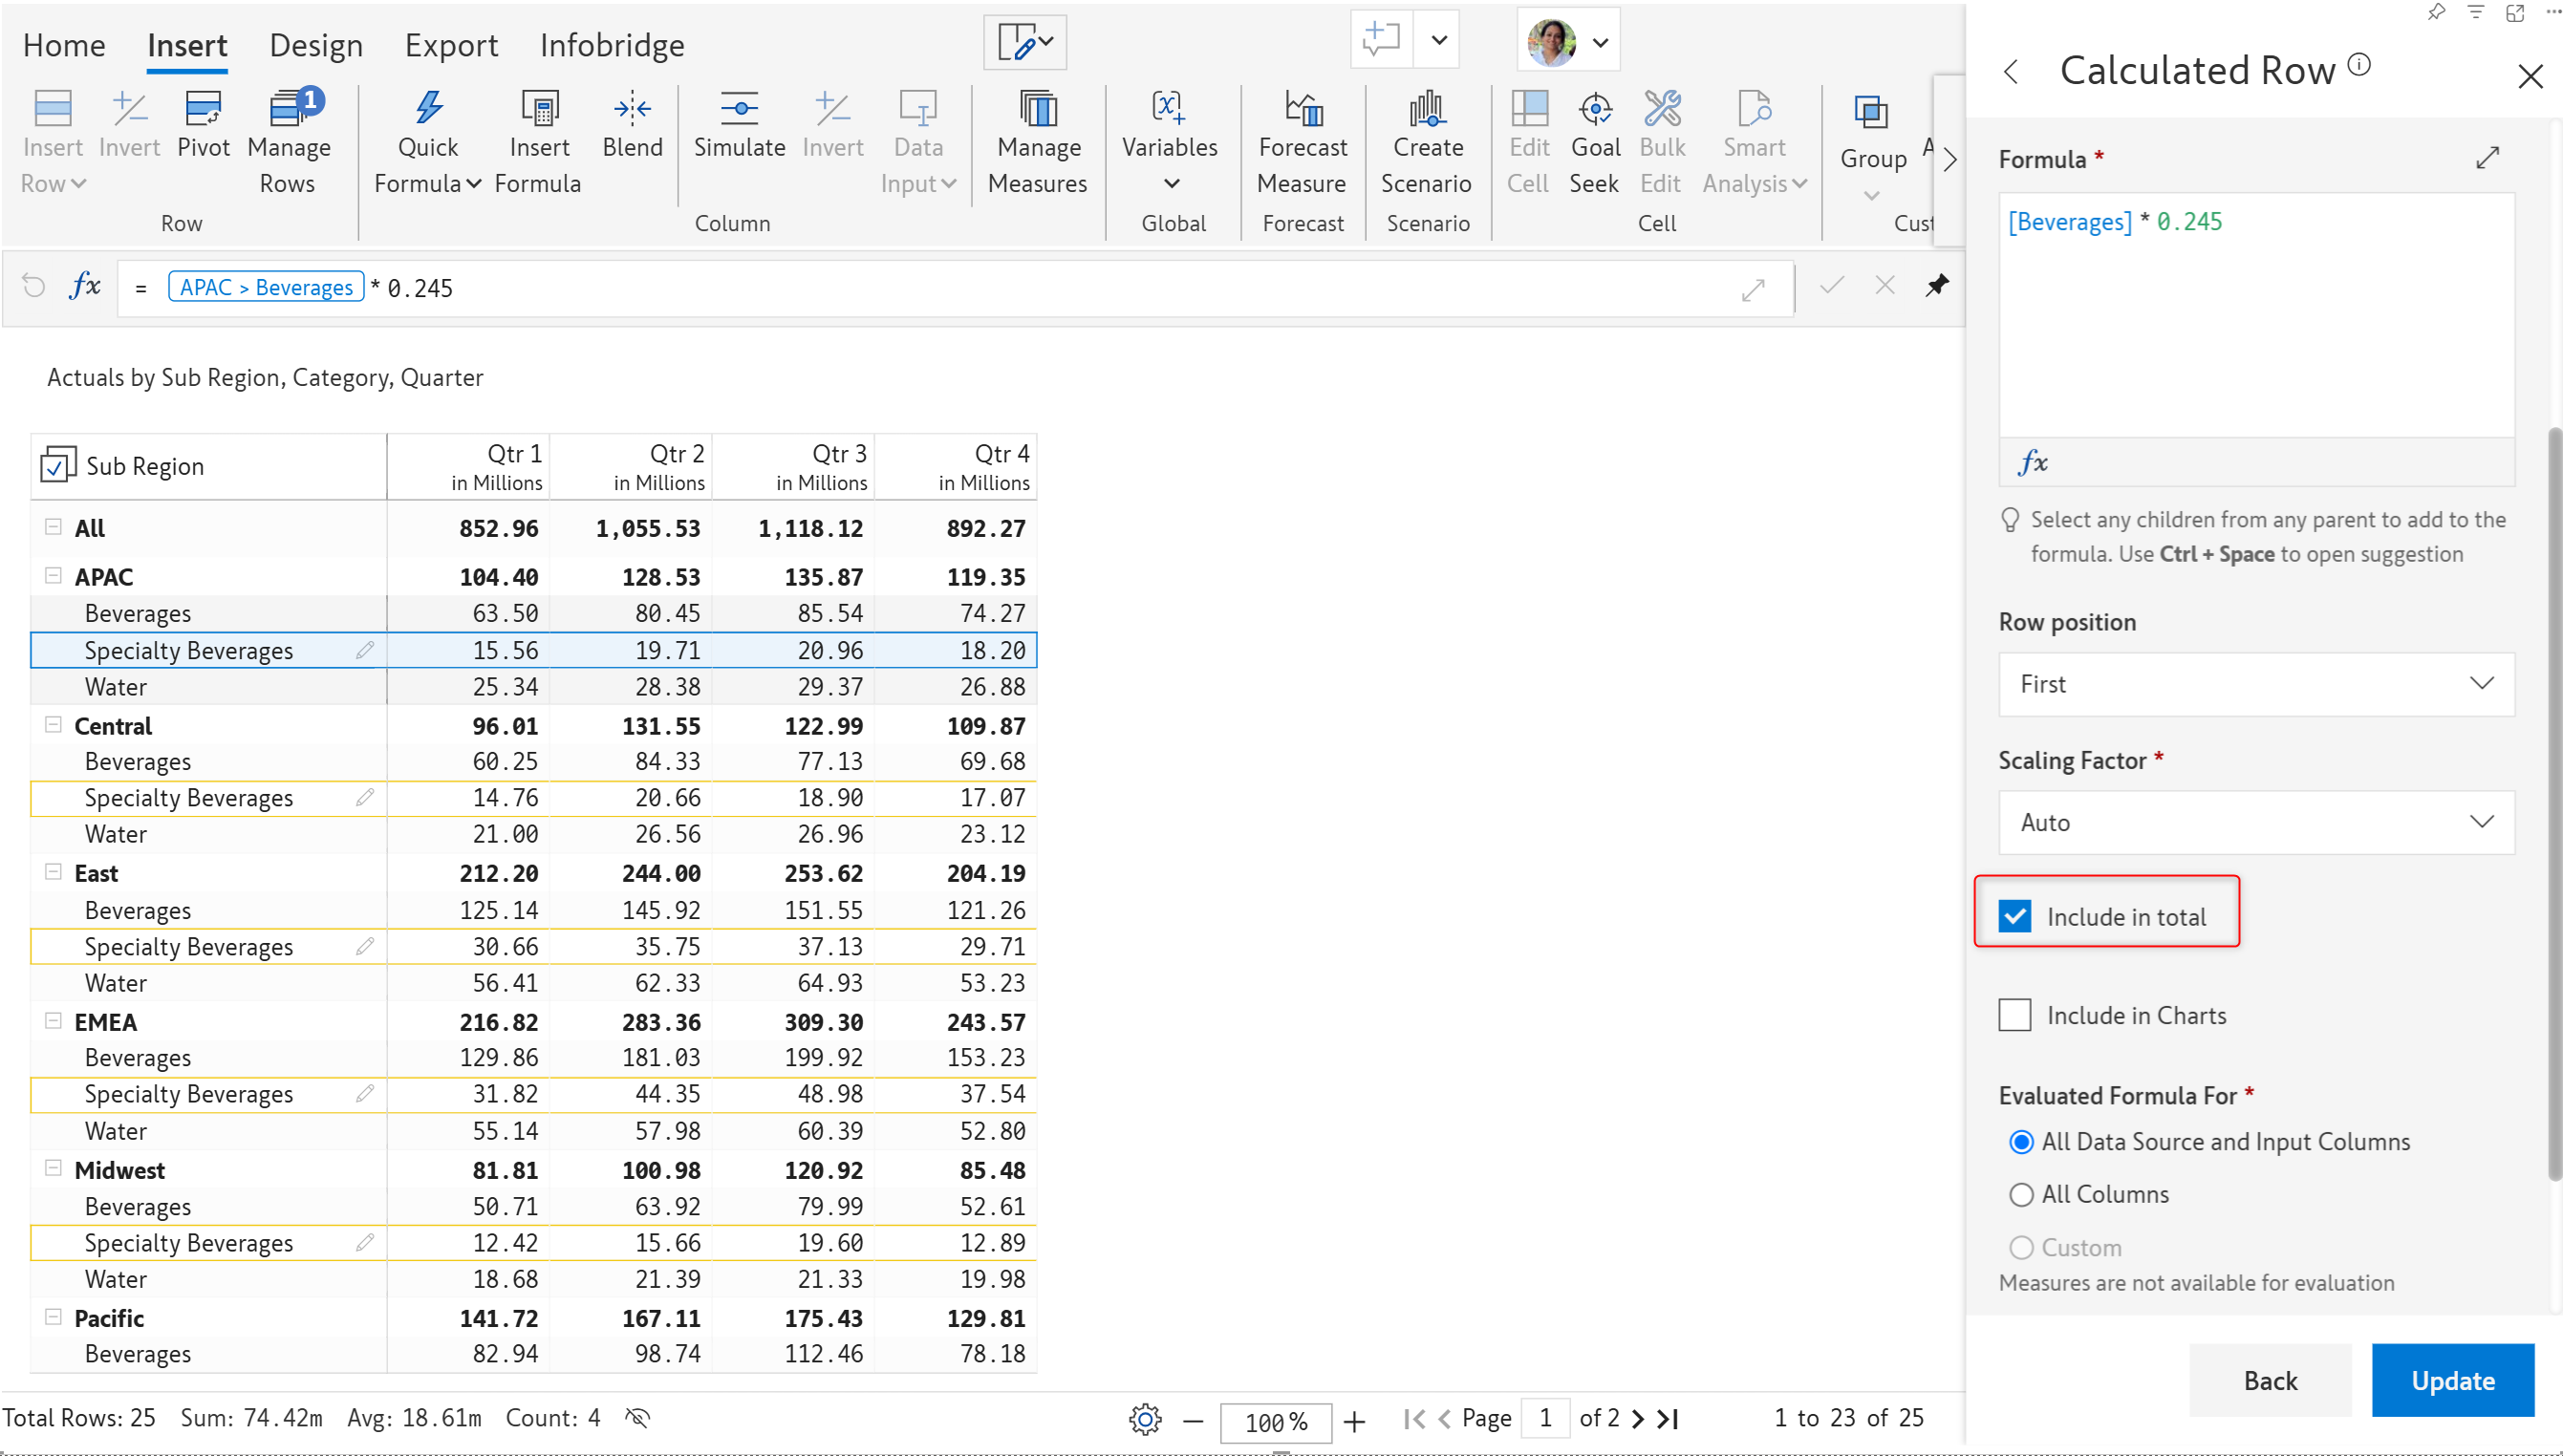 Home Insert Design Export Infobridge
Insert Row Invert Pivot Manage Rows 1
Row
Quick Formula Insert Formula Blend Simulate Invert Data Input
Column
Manage Measures
Variables
Global
Forecast Measure
Forecast
Create Scenario
Scenario
Edit Cell Goal Seek Bulk Edit Smart Analysis
Cell
Group A
Cust
fx = APAC > Beverages * 0.245
Actuals by Sub Region, Category, Quarter
Sub Region Qtr 1 Qtr 2 Qtr 3 Qtr 4
in Millions in Millions in Millions in Millions
All 852.96 1,055.53 1,118.12 892.27
APAC 104.40 128.53 135.87 119.35
Beverages 63.50 80.45 85.54 74.27
Specialty Beverages 15.56 19.71 20.96 18.20
Water 25.34 28.38 29.37 26.88
Central 96.01 131.55 122.99 109.87
Beverages 60.25 84.33 77.13 69.68
Specialty Beverages 14.76 20.66 18.90 17.07
Water 21.00 26.56 26.96 23.12
East 212.20 244.00 253.62 204.19
Beverages 125.14 145.92 151.55 121.26
Specialty Beverages 30.66 35.75 37.13 29.71
Water 56.41 62.33 64.93 53.23
EMEA 216.82 283.36 309.30 243.57
Beverages 129.86 181.03 199.92 153.23
Specialty Beverages 31.82 44.35 48.98 37.54
Water 55.14 57.98 60.39 52.80
Midwest 81.81 100.98 120.92 85.48
Beverages 50.71 63.92 79.99 52.61
Specialty Beverages 12.42 15.66 19.60 12.89
Water 18.68 21.39 21.33 19.98
Pacific 141.72 167.11 175.43 129.81
Beverages 82.94 98.74 112.46 78.18
Total Rows: 25 Sum: 74.42m Avg: 18.61m Count: 4
100 %
Page 1 of 2
1 to 23 of 25
Calculated Row
Formula *
[Beverages] * 0.245
fx
Select any children from any parent to add to the
formula. Use Ctrl + Space to open suggestion
Row position
First
Scaling Factor *
Auto
Include in total
Include in Charts
Evaluated Formula For *
All Data Source and Input Columns
All Columns
Custom
Measures are not available for evaluation
Back Update